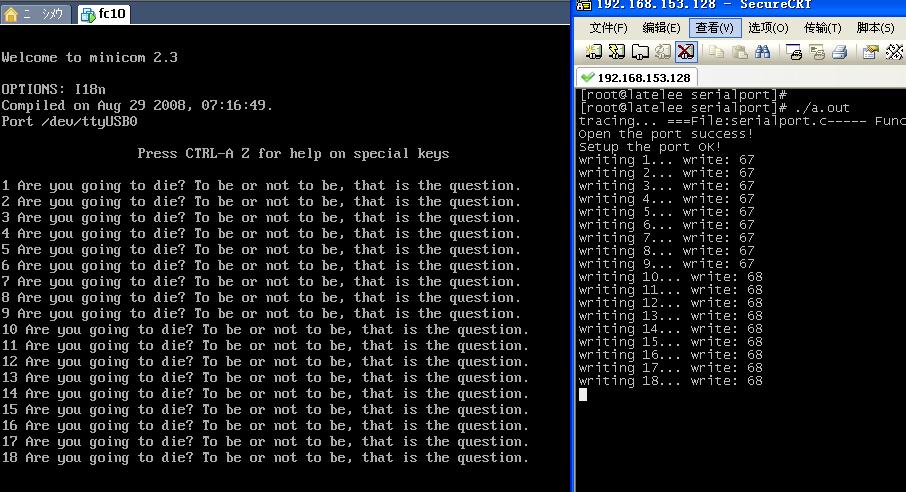 fc10
Welcome to minicom 2.3
OPTIONS: I18n
Compiled on Aug 29 2008, 07:16:49.
Port /dev/ttyUSB0
Press CTRL-A Z for help on special keys
1 Are you going to die? To be or not to be, that is the question.
2 Are you going to die? To be or not to be, that is the question.
3 Are you going to die? To be or not to be, that is the question.
4 Are you going to die? To be or not to be, that is the question.
5 Are you going to die? To be or not to be, that is the question.
6 Are you going to die? To be or not to be, that is the question.
7 Are you going to die? To be or not to be, that is the question.
8 Are you going to die? To be or not to be, that is the question.
9 Are you going to die? To be or not to be, that is the question.
10 Are you going to die? To be or not to be, that is the question.
11 Are you going to die? To be or not to be, that is the question.
12 Are you going to die? To be or not to be, that is the question.
13 Are you going to die? To be or not to be, that is the question.
14 Are you going to die? To be or not to be, that is the question.
15 Are you going to die? To be or not to be, that is the question.
16 Are you going to die? To be or not to be, that is the question.
17 Are you going to die? To be or not to be, that is the question.
18 Are you going to die? To be or not to be, that is the question.
192.168.153.128 - SecureCRT
文件(F) 编辑(E) 查看(V) 选项(O) 传输(T) 脚本(S)
192.168.153.128
[root@latelee serialport]#
[root@latelee serialport]# ./a.out
tracing... ===File:serialport.c----- Func
Open the port success!
Setup the port OK!
writing 1... write: 67
writing 2... write: 67
writing 3... write: 67
writing 4... write: 67
writing 5... write: 67
writing 6... write: 67
writing 7... write: 67
writing 8... write: 67
writing 9... write: 67
writing 10... write: 68
writing 11... write: 68
writing 12... write: 68
writing 13... write: 68
writing 14... write: 68
writing 15... write: 68
writing 16... write: 68
writing 17... write: 68
writing 18... write: 68